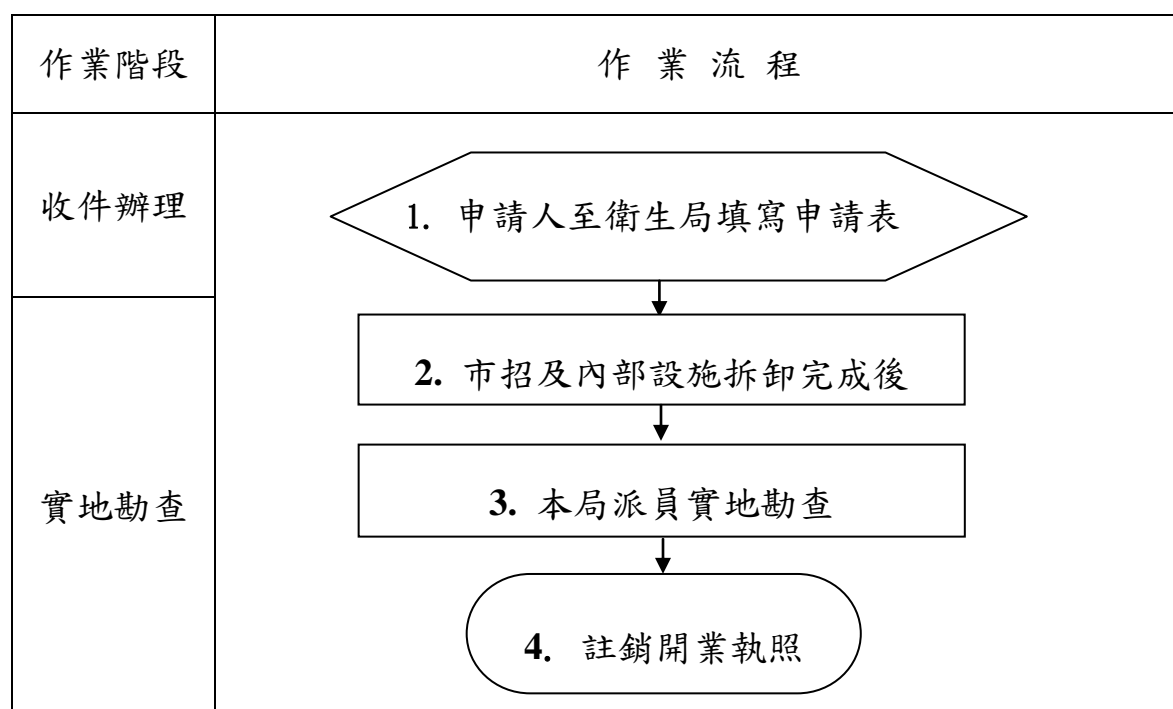 作業階段
作 業 流 程
收件辦理
1. 申請人至衛生局填寫申請表
2. 市招及內部設施拆卸完成後
實地勘查
3. 本局派員實地勘查
4. 註銷開業執照